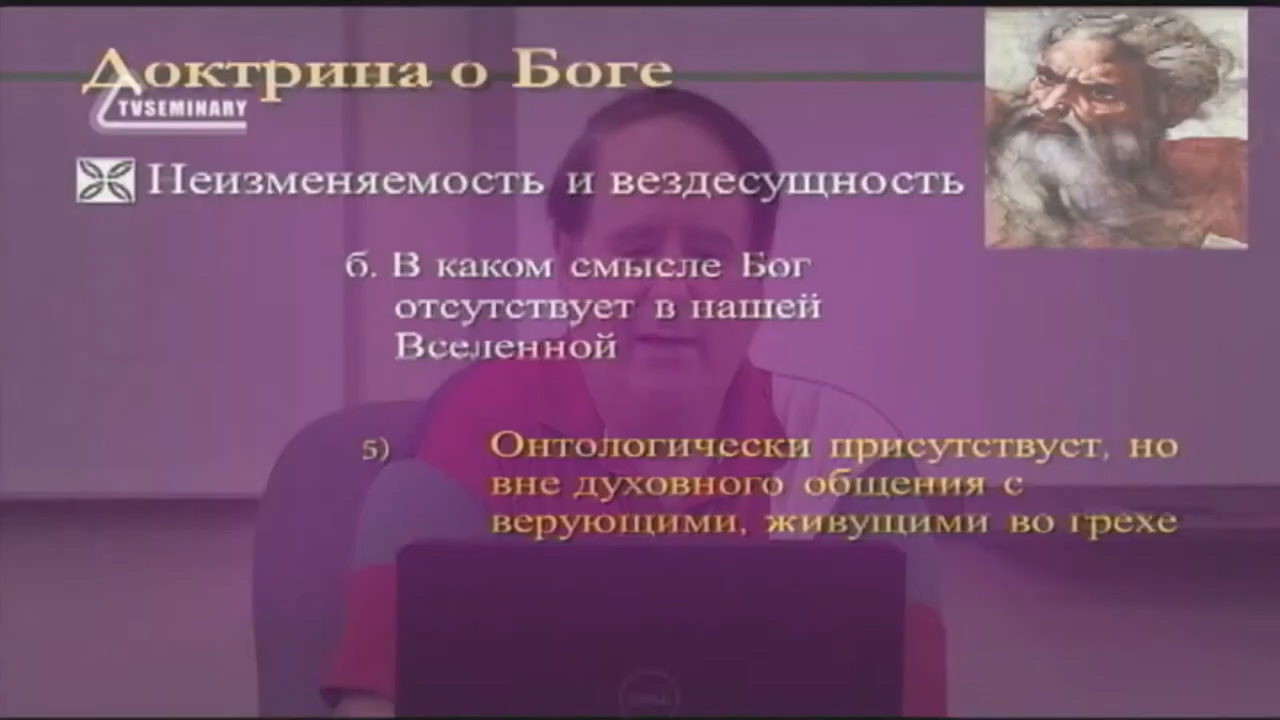 Доктрина о Боге
TVSEMINARY
Неизменяемость и вездесущность
б. В каком смысле Бог
отсутствует в нашей
Вселенной
5) Онтологически присутствует, но
вне духовного общения с
верующими, живущими во грехе
DELL